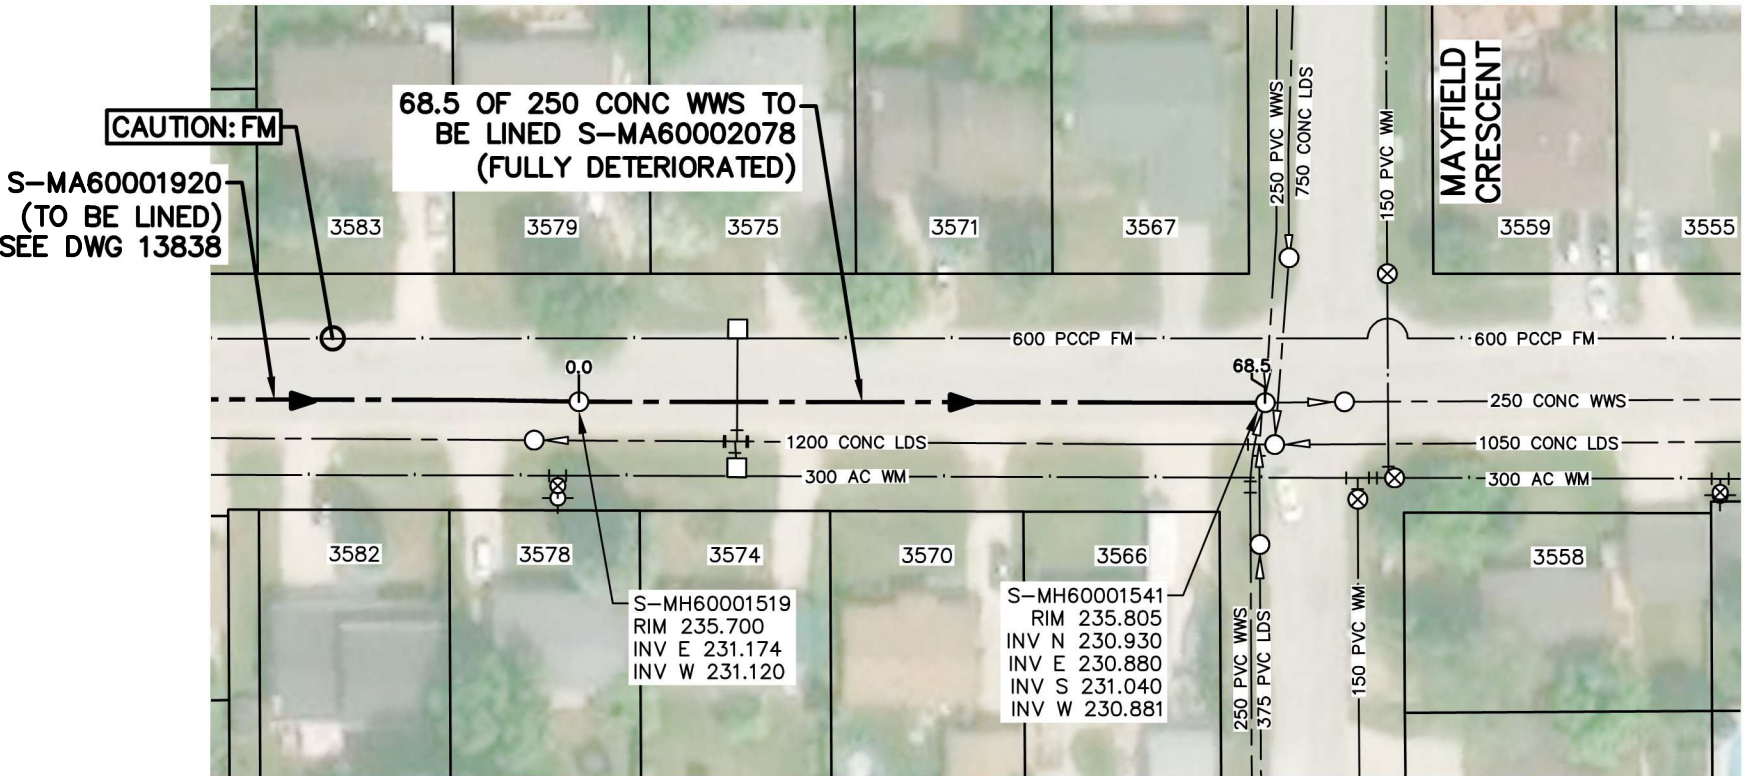 CAUTION: FM
S-MA60001920
(TO BE LINED)
SEE DWG 13838
68.5 OF 250 CONC WWS TO
BE LINED S-MA60002078
(FULLY DETERIORATED)
250 PVC WWS
750 CONC LDS
150 PVC WM
MAYFIELD
CRESCENT
3583
3579
3575
3571
3567
3559
3555
600 PCCP FM
600 PCCP FM
0.0
68.5
250 CONC WWS
1200 CONC LDS
1050 CONC LDS
300 AC WM
300 AC WM
3582
3578
3574
3570
3566
3558
S-MH60001519
RIM 235.700
INV E 231.174
INV W 231.120
S-MH60001541
RIM 235.805
INV N 230.930
INV E 230.880
INV S 231.040
INV W 230.881
250 PVC WWS
375 PVC LDS
150 PVC WM